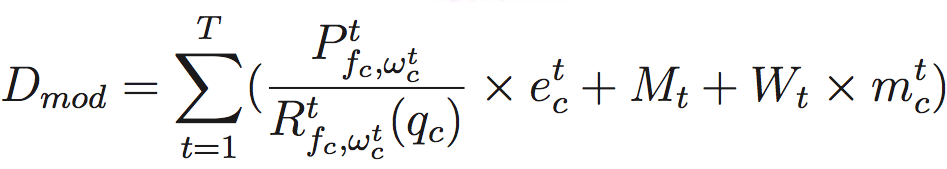 $D_{mod} = \sum_{t=1}^{T} ( \frac{P^t_{f_c,\omega^t_c}}{R^t_{f_c,\omega^t_c}(q_c)} \times e^t_c + M_t + W_t \times m^t_c )$